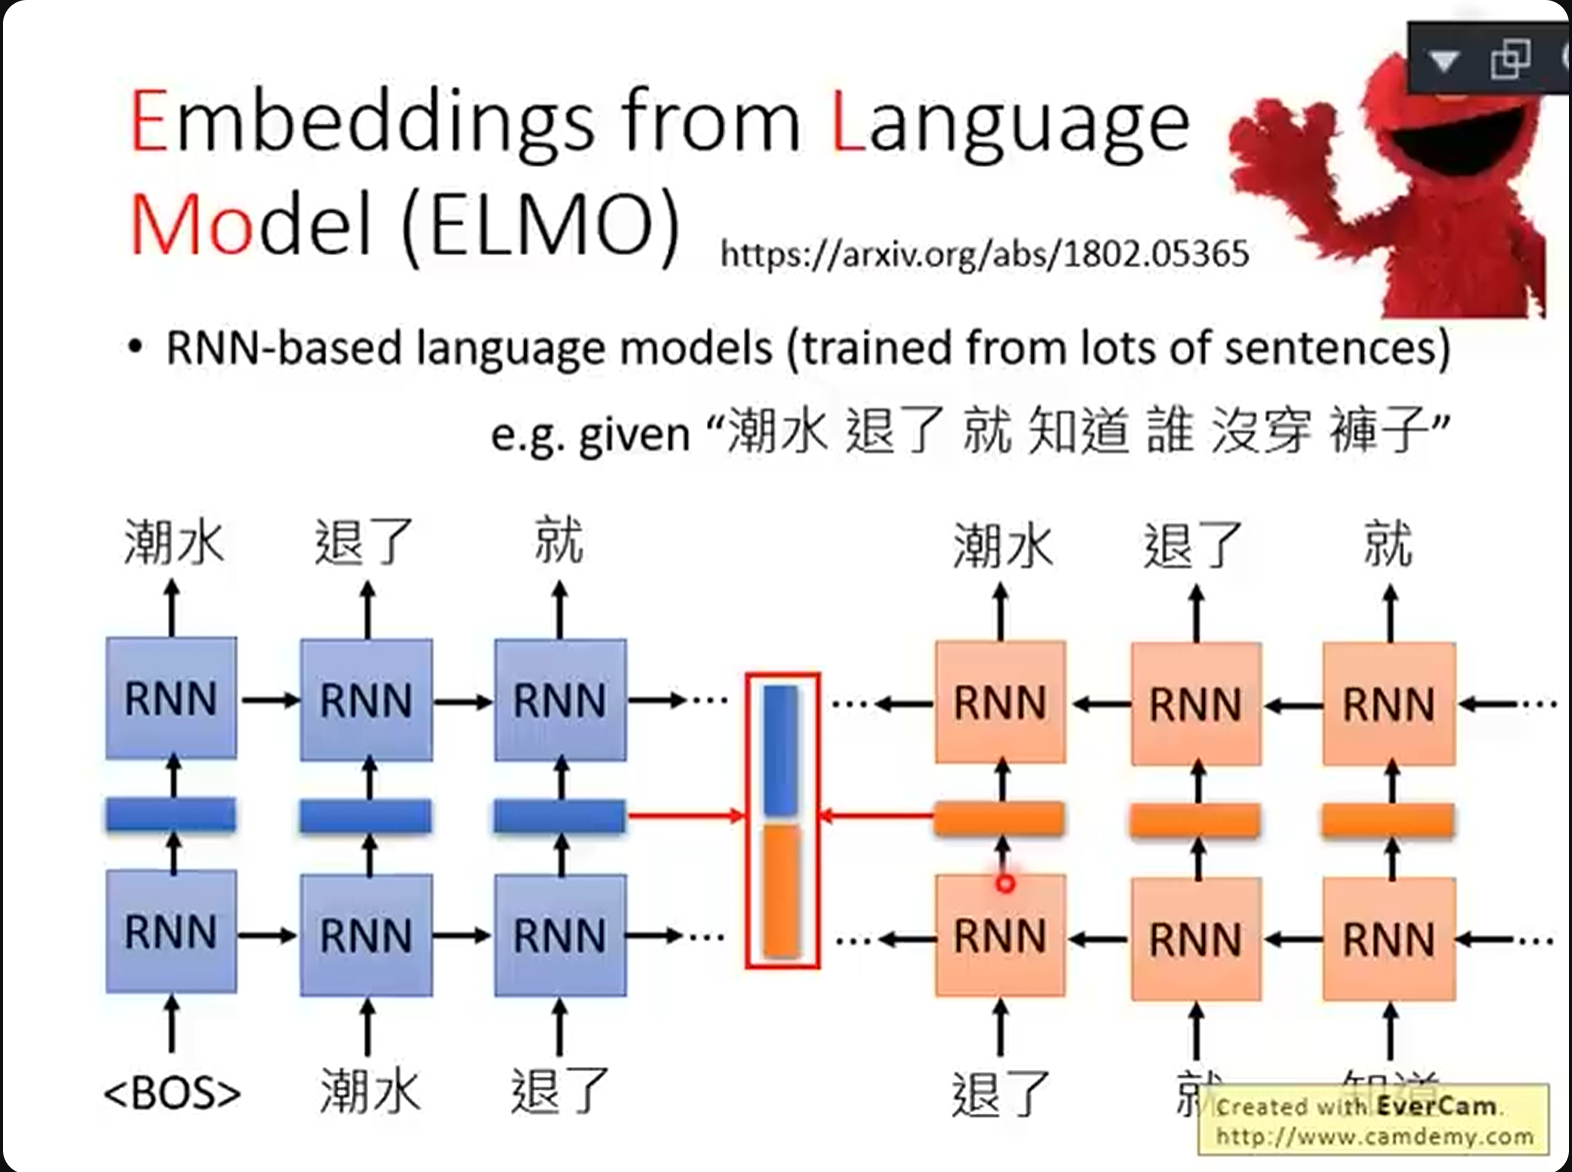 Embeddings from Language
Model (ELMO) https://arxiv.org/abs/1802.05365
• RNN-based language models (trained from lots of sentences)
e.g. given “潮水 退了 就 知道 誰 沒穿 褲子”
潮水 退了 就 潮水 退了 就
RNN RNN RNN ... ... RNN RNN RNN ...
RNN RNN RNN ... ... RNN RNN RNN ...
<BOS> 潮水 退了 退了 就 知道
Created with EverCam.
http://www.camdemy.com